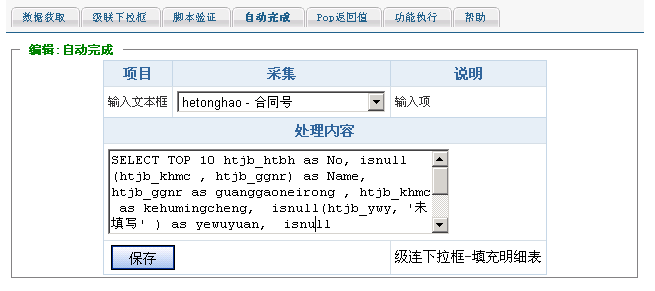 数据获取 级联下拉框 脚本验证 自动完成 Pop返回值 功能执行 帮助
编辑:自动完成
项目 采集 说明
输入文本框 hetonghao - 合同号 输入项
处理内容
SELECT TOP 10 htjb_htbh as No, isnull
(htjb_khmc , htjb_ggnr) as Name,
htjb_ggnr as guanggaoneirong , htjb_khmc
as kehumingcheng, isnull(htjb_ywy, '未
填写' ) as yewuyuan, isnull
保存 级连下拉框-填充明细表